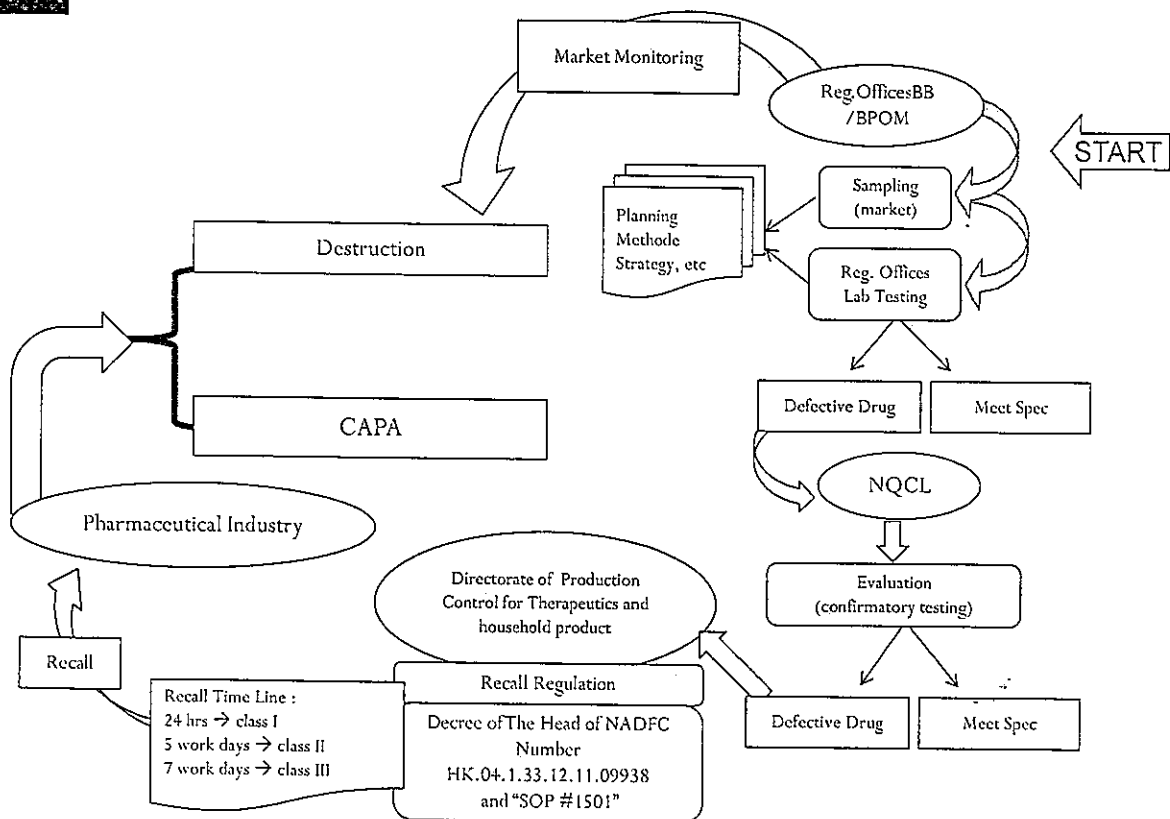 Market Monitoring
Reg.OfficesBB
/BPOM
START
Sampling
(market)
Planning
Methode
Strategy, etc
Reg. Offices
Lab Testing
Destruction
CAPA
Defective Drug
Meet Spec
NQCL
Pharmaceutical Industry
Evaluation
(confirmatory testing)
Directorate of Production
Control for Therapeutics and
household product
Recall
Recall Regulation
Recall Time Line :
24 hrs → class I
5 work days → class II
7 work days → class III
Decree of The Head of NADFC
Number
HK.04.1.33.12.11.09938
and “SOP #1501”
Defective Drug
Meet Spec